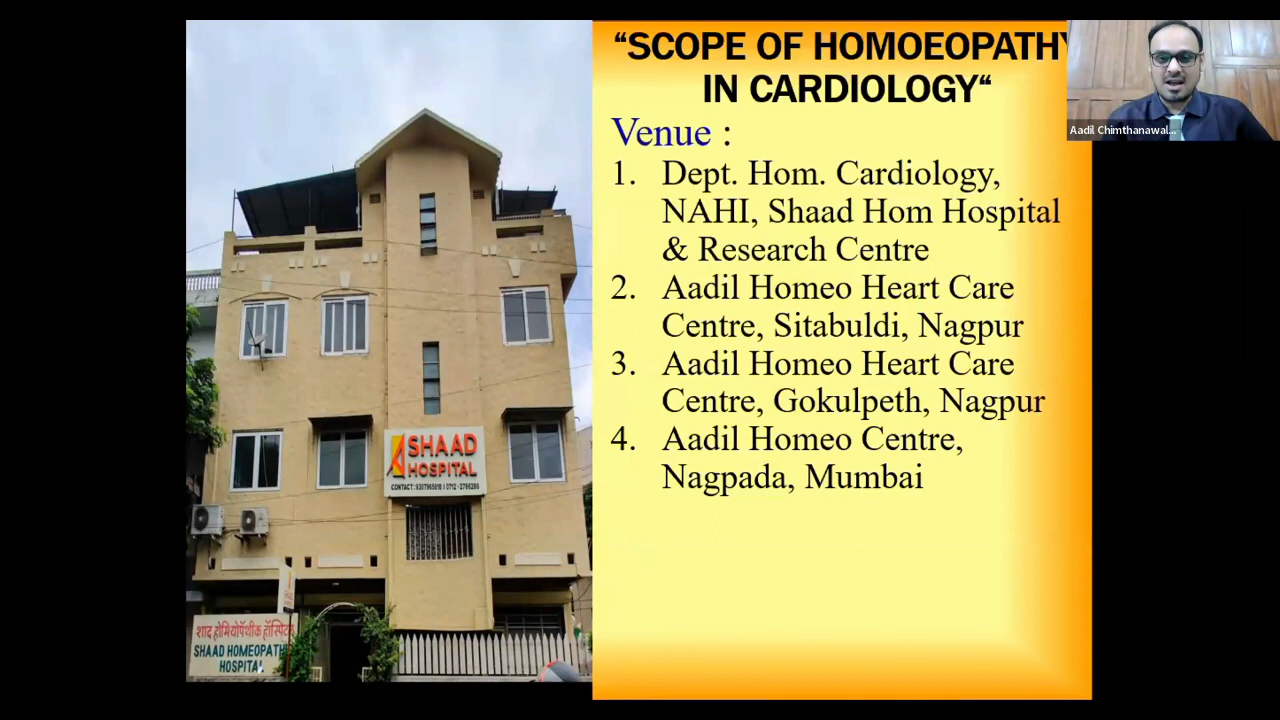 “SCOPE OF HOMOEOPATHY
IN CARDIOLOGY“
Venue :
1. Dept. Hom. Cardiology,
NAHI, Shaad Hom Hospital
& Research Centre
2. Aadil Homeo Heart Care
Centre, Sitabuldi, Nagpur
3. Aadil Homeo Heart Care
Centre, Gokulpeth, Nagpur
4. Aadil Homeo Centre,
Nagpada, Mumbai
Aadil Chimthanawal...
SHAAD
HOSPITAL
शाद होमियोपॅथीक हॉस्पिटल
SHAAD HOMEOPATHI
HOSPITAL